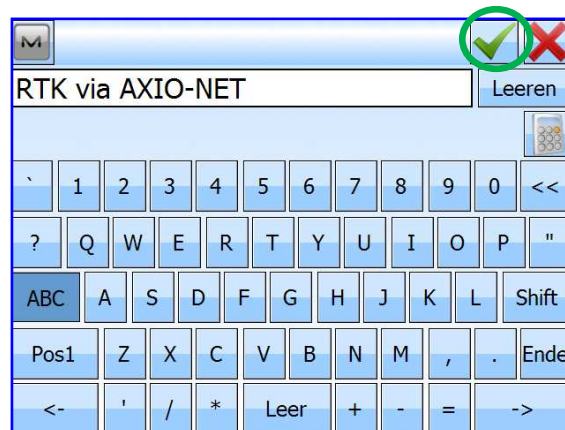 M
RTK via AXIO-NET Leeren
` 1 2 3 4 5 6 7 8 9 0 <<
? Q W E R T Y U I O P "
ABC A S D F G H J K L Shift
Pos1 Z X C V B N M , . Ende
<- ' / * Leer + - = ->